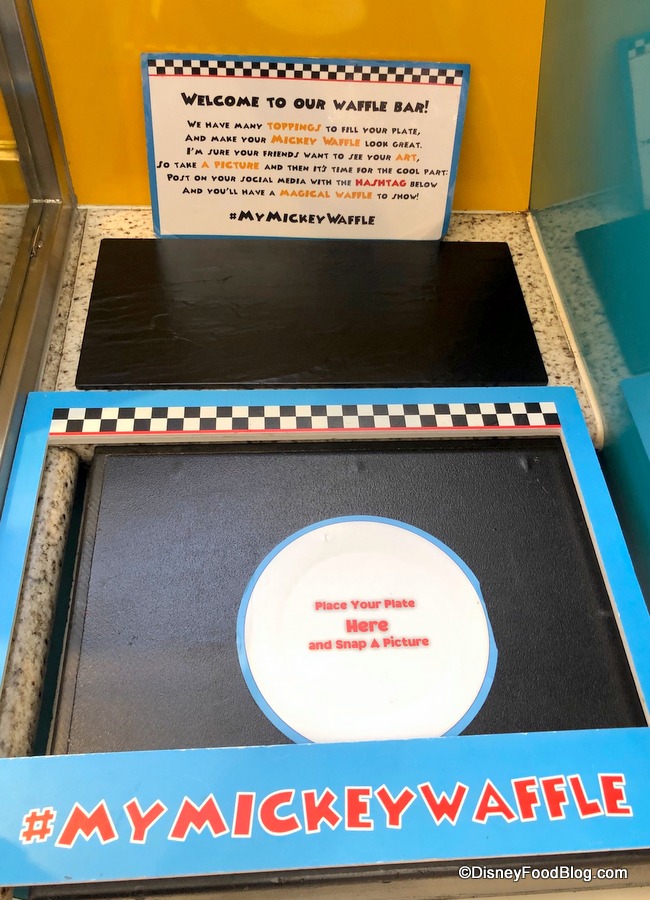 WELCOME TO OUR WAFFLE BAR!
WE HAVE MANY TOPPINGS TO FILL YOUR PLATE,
AND MAKE YOUR MICKEY WAFFLE LOOK GREAT.
I'M SURE YOUR FRIENDS WANT TO SEE YOUR ART,
SO TAKE A PICTURE AND THEN IT'S TIME FOR THE COOL PART:
POST ON YOUR SOCIAL MEDIA WITH THE HASHTAG BELOW
AND YOU'LL HAVE A MAGICAL WAFFLE TO SHOW!
#MYMICKEYWAFFLE
Place Your Plate
Here
and Snap A Picture
#MYMICKEYWAFFLE
©DisneyFoodBlog.com